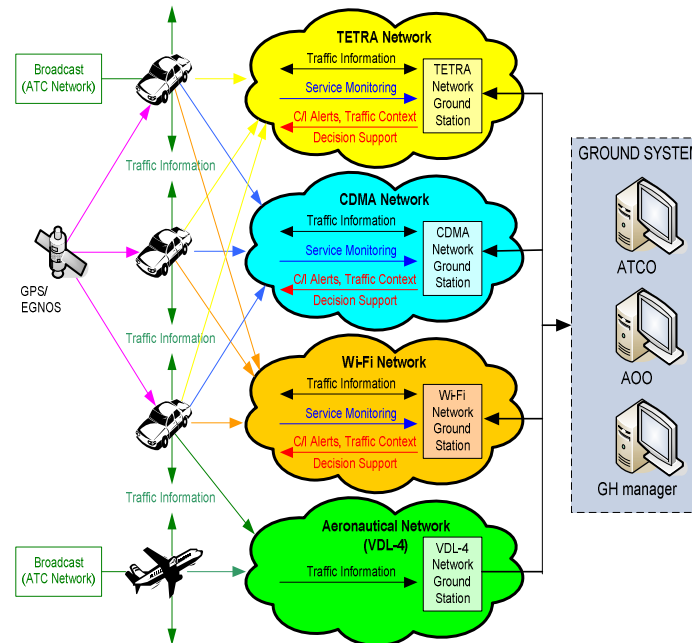 TETRA Network
Traffic Information
Service Monitoring
C/I Alerts, Traffic Context
Decision Support
TETRA
Network
Ground
Station
Broadcast
(ATC Network)
Traffic Information
GROUND SYSTEM
CDMA Network
Traffic Information
Service Monitoring
C/I Alerts, Traffic Context
Decision Support
CDMA
Network
Ground
Station
ATCO
GPS/
EGNOS
Traffic Information
Wi-Fi Network
Traffic Information
Service Monitoring
C/I Alerts, Traffic Context
Decision Support
Wi-Fi
Network
Ground
Station
AOO
GH manager
Traffic Information
Aeronautical Network
(VDL-4)
Traffic Information
VDL-4
Network
Ground
Station
Broadcast
(ATC Network)